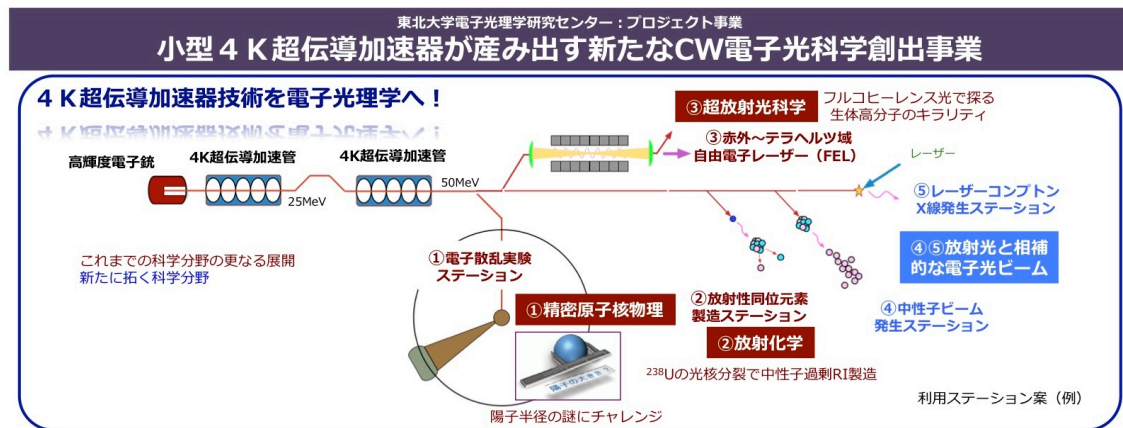 東北大学電子光理学研究センター：プロジェクト事業
小型４Ｋ超伝導加速器が産み出す新たなCW電子光科学創出事業
４Ｋ超伝導加速器技術を電子光理学へ！
高輝度電子銃
4K超伝導加速管
4K超伝導加速管
25MeV
50MeV
③超放射光科学
フルコヒーレンス光で探る
生体高分子のキラリティ
③赤外～テラヘルツ域
自由電子レーザー（FEL）
レーザー
⑤レーザーコンプトン
X線発生ステーション
④⑤放射光と相補
的な電子光ビーム
④中性子ビーム
発生ステーション
これまでの科学分野の更なる展開
新たに拓く科学分野
①電子散乱実験
ステーション
①精密原子核物理
陽子の大きさ？
陽子半径の謎にチャレンジ
②放射性同位元素
製造ステーション
②放射化学
²³⁸Uの光核分裂で中性子過剰RI製造
利用ステーション案（例）